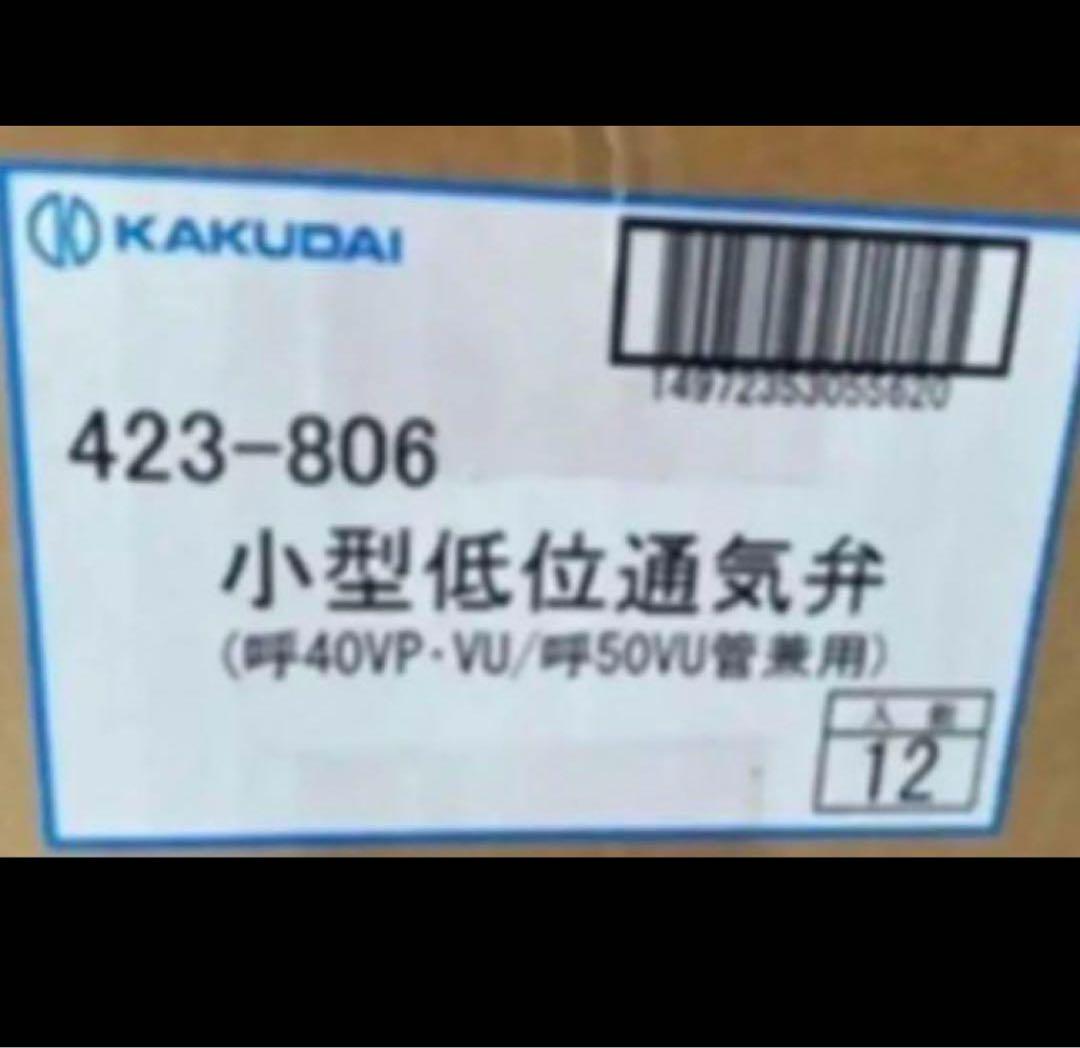 KAKUDAI
14972353055620
423-806
小型低位通気弁
(呼40VP・VU/呼50VU管兼用)
入数
12